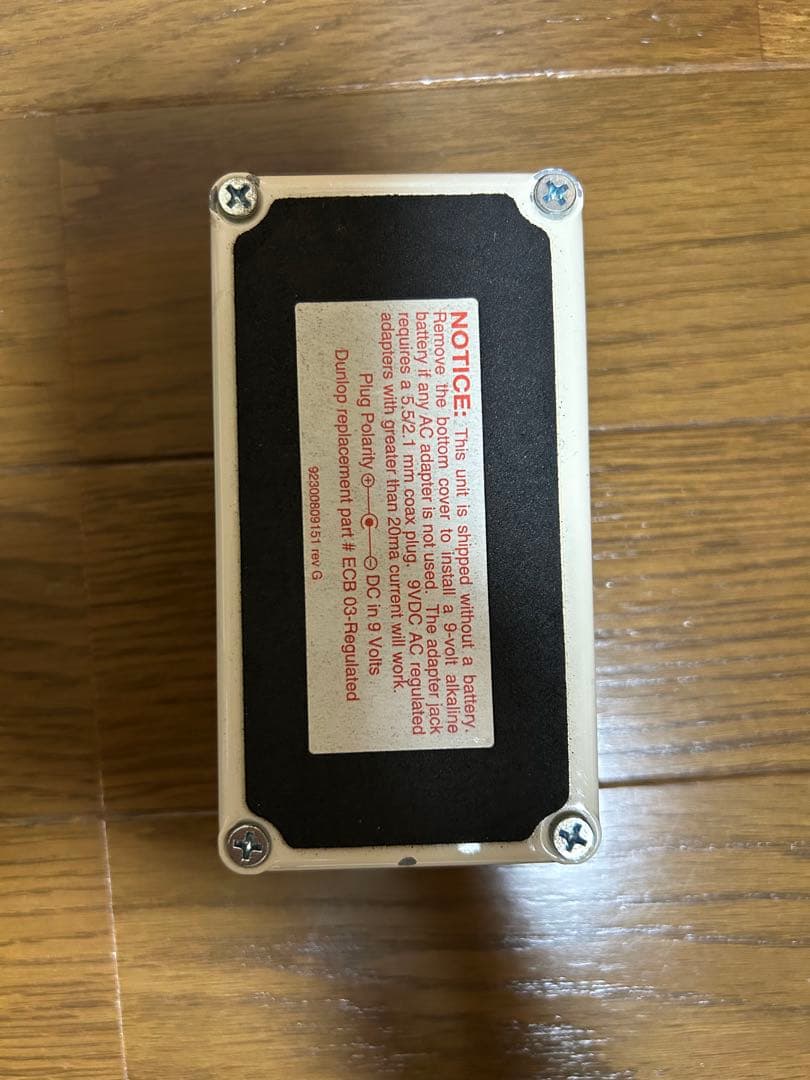 NOTICE: This unit is shipped without a battery.
Remove the bottom cover to install a 9-volt alkaline
battery if any AC adapter is not used. The adapter jack
requires a 5.5/2.1 mm coax plug. 9VDC AC regulated
adapters with greater than 20ma current will work.
Plug Polarity + - DC in 9 Volts
Dunlop replacement part # ECB 03-Regulated
92300809151 rev G